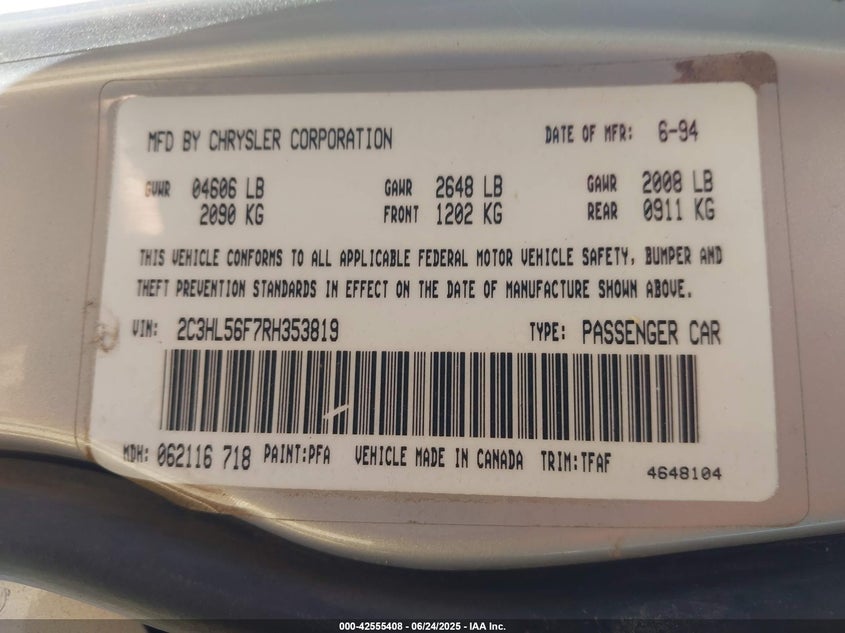 MFD BY CHRYSLER CORPORATION DATE OF MFR: 6-94
GVWR 04606 LB GAWR 2648 LB GAWR 2008 LB
2090 KG FRONT 1202 KG REAR 0911 KG
THIS VEHICLE CONFORMS TO ALL APPLICABLE FEDERAL MOTOR VEHICLE SAFETY, BUMPER AND
THEFT PREVENTION STANDARDS IN EFFECT ON THE DATE OF MANUFACTURE SHOWN ABOVE.
VIN: 2C3HL56F7RH353819 TYPE: PASSENGER CAR
MDH: 062116 718 PAINT:PFA VEHICLE MADE IN CANADA TRIM:TFAF 4648104
000-42555408 - 06/24/2025 - IAA Inc.